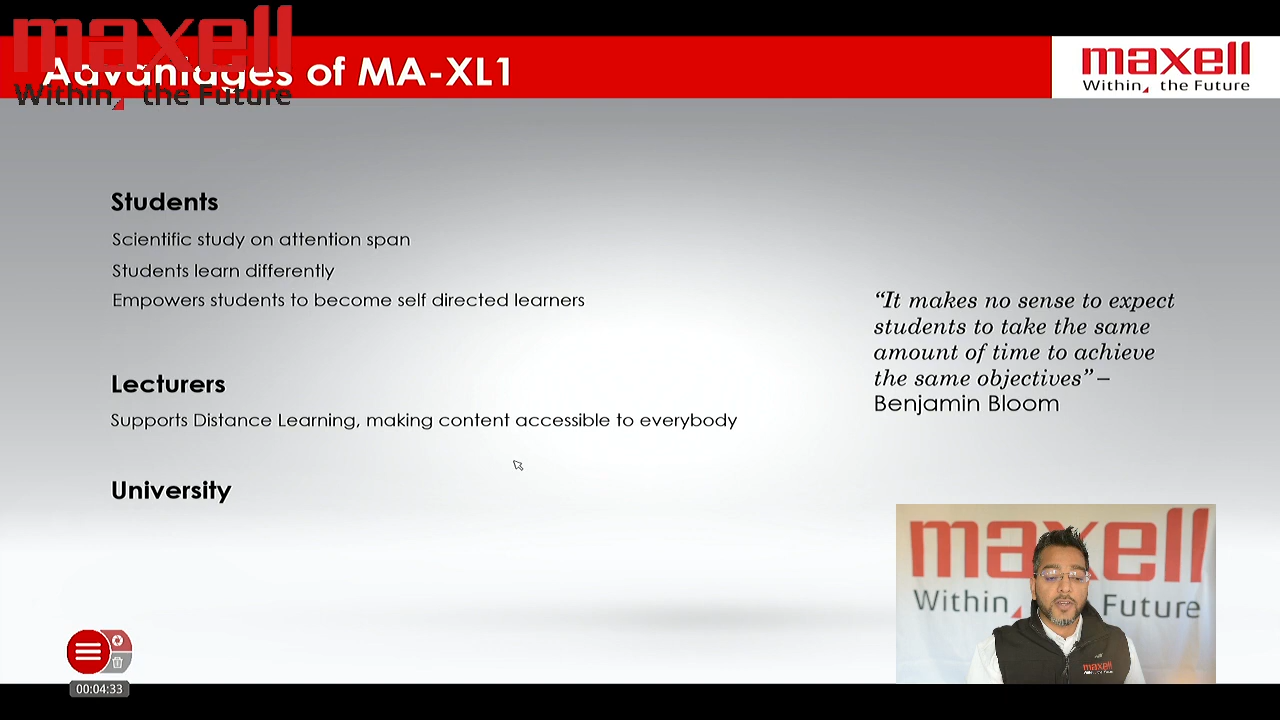 maxell
Within, the Future
Advantages of MA-XL1
maxell
Within, the Future
Students
Scientific study on attention span
Students learn differently
Empowers students to become self directed learners
“It makes no sense to expect
students to take the same
amount of time to achieve
the same objectives” –
Benjamin Bloom
Lecturers
Supports Distance Learning, making content accessible to everybody
University
maxell
Within, Future
maxell
00:04:33